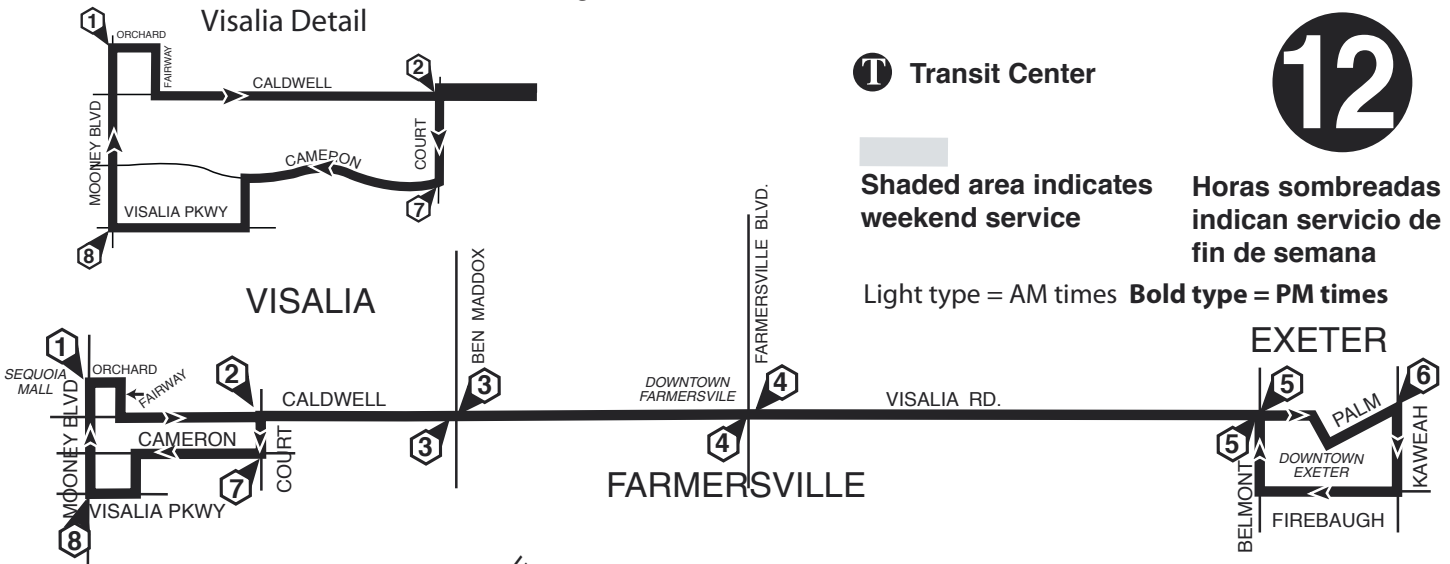 Visalia Detail
1
ORCHARD
FAIRWAY
2
CALDWELL
MOONEY BLVD
CAMERON
COURT
VISALIA PKWY
7
8
T Transit Center
12
Shaded area indicates
weekend service
Horas sombreadas
indican servicio de
fin de semana
Light type = AM times Bold type = PM times
VISALIA
EXETER
1
SEQUOIA
MALL
ORCHARD
FAIRWAY
2
CALDWELL
BEN MADDOX
3
3
DOWNTOWN
FARMERSVILE
FARMERSVILLE BLVD.
4
4
VISALIA RD.
5
5
PALM
6
KAWEAH
DOWNTOWN
EXETER
BELMONT
FIREBAUGH
MOONEY BLVD
CAMERON
COURT
7
VISALIA PKWY
8
FARMERSVILLE